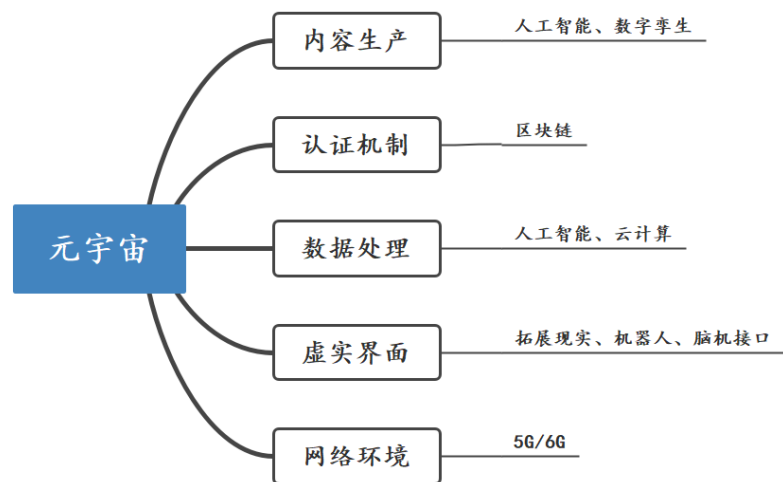 元宇宙
内容生产
人工智能、数字孪生
认证机制
区块链
数据处理
人工智能、云计算
虚实界面
拓展现实、机器人、脑机接口
网络环境
5G/6G